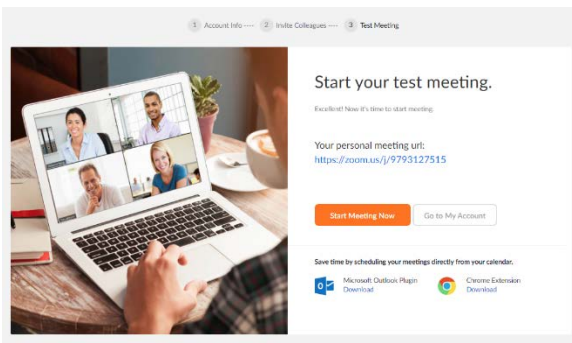 1 Account Info ---- 2 Invite Colleagues ---- 3 Test Meeting
Start your test meeting.
Excellent! Now it's time to start meeting.
Your personal meeting url:
https://zoom.us/j/9793127515
Start Meeting Now
Go to My Account
Save time by scheduling your meetings directly from your calendar.
Microsoft Outlook Plugin
Download
Chrome Extension
Download